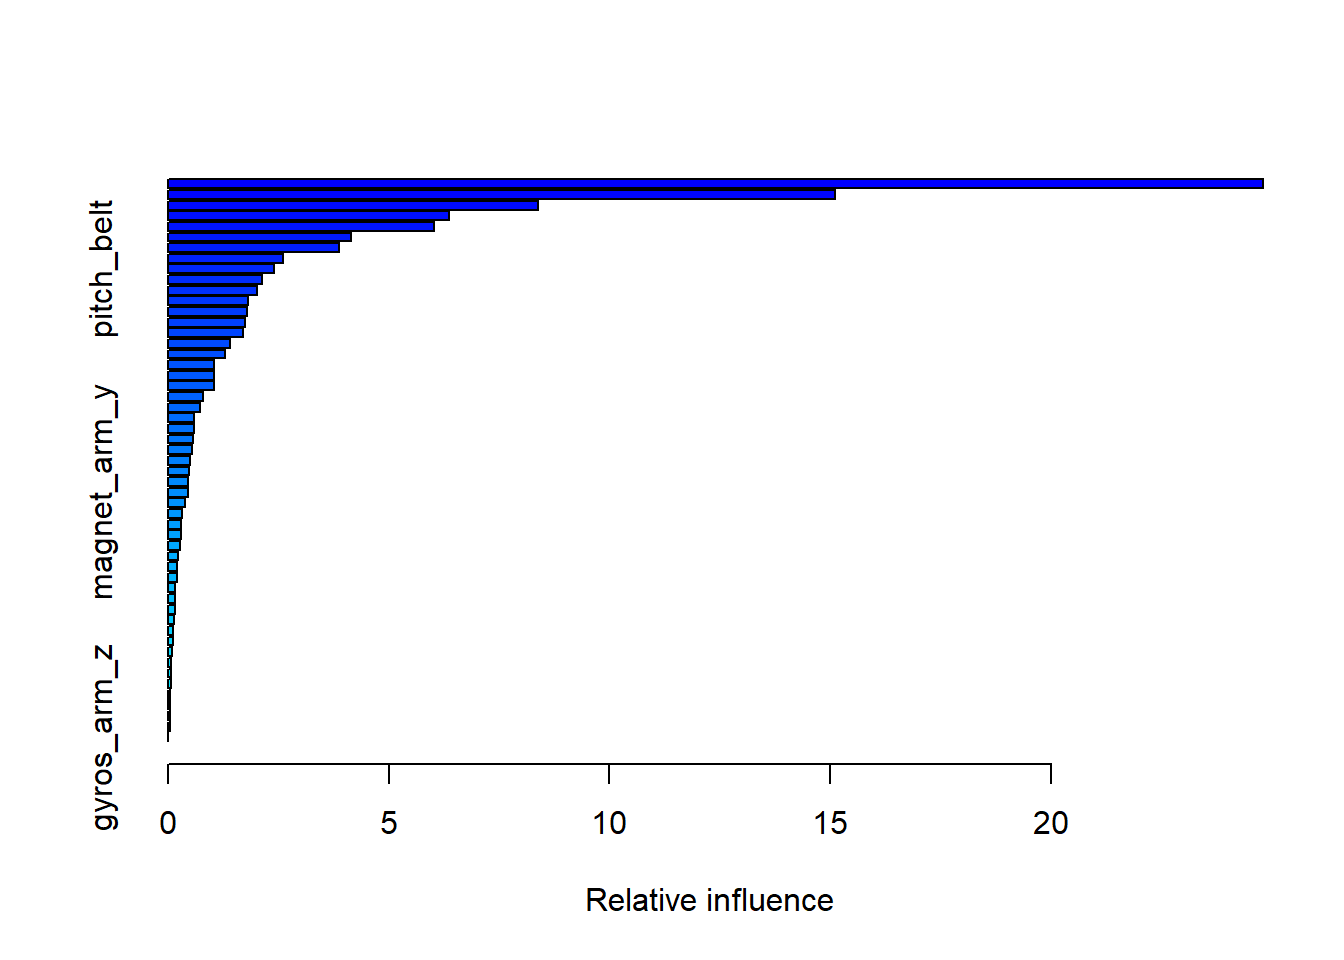 pitch_belt
magnet_arm_y
gyros_arm_z
0 5 10 15 20
Relative influence